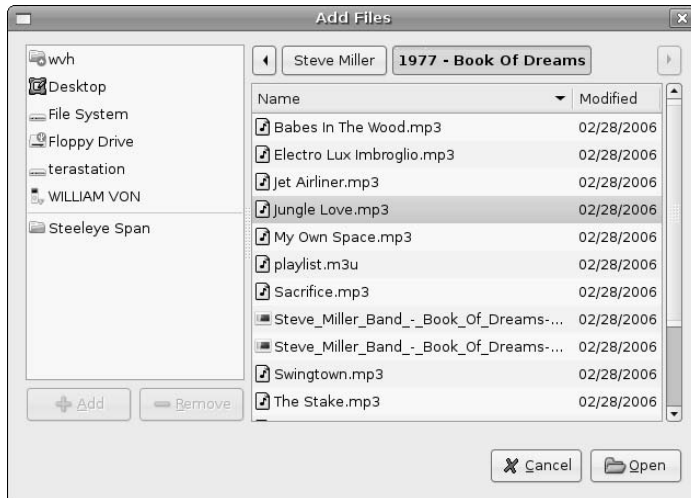 Add Files
wvh
Desktop
File System
Floppy Drive
terastation
WILLIAM VON
Steeleye Span
Add
Remove
Steve Miller
1977 - Book Of Dreams
Name
Modified
Babes In The Wood.mp3 02/28/2006
Electro Lux Imbroglio.mp3 02/28/2006
Jet Airliner.mp3 02/28/2006
Jungle Love.mp3 02/28/2006
My Own Space.mp3 02/28/2006
playlist.m3u 02/28/2006
Sacrifice.mp3 02/28/2006
Steve_Miller_Band_-_Book_Of_Dreams-... 02/28/2006
Steve_Miller_Band_-_Book_Of_Dreams-... 02/28/2006
Swingtown.mp3 02/28/2006
The Stake.mp3 02/28/2006
Cancel
Open